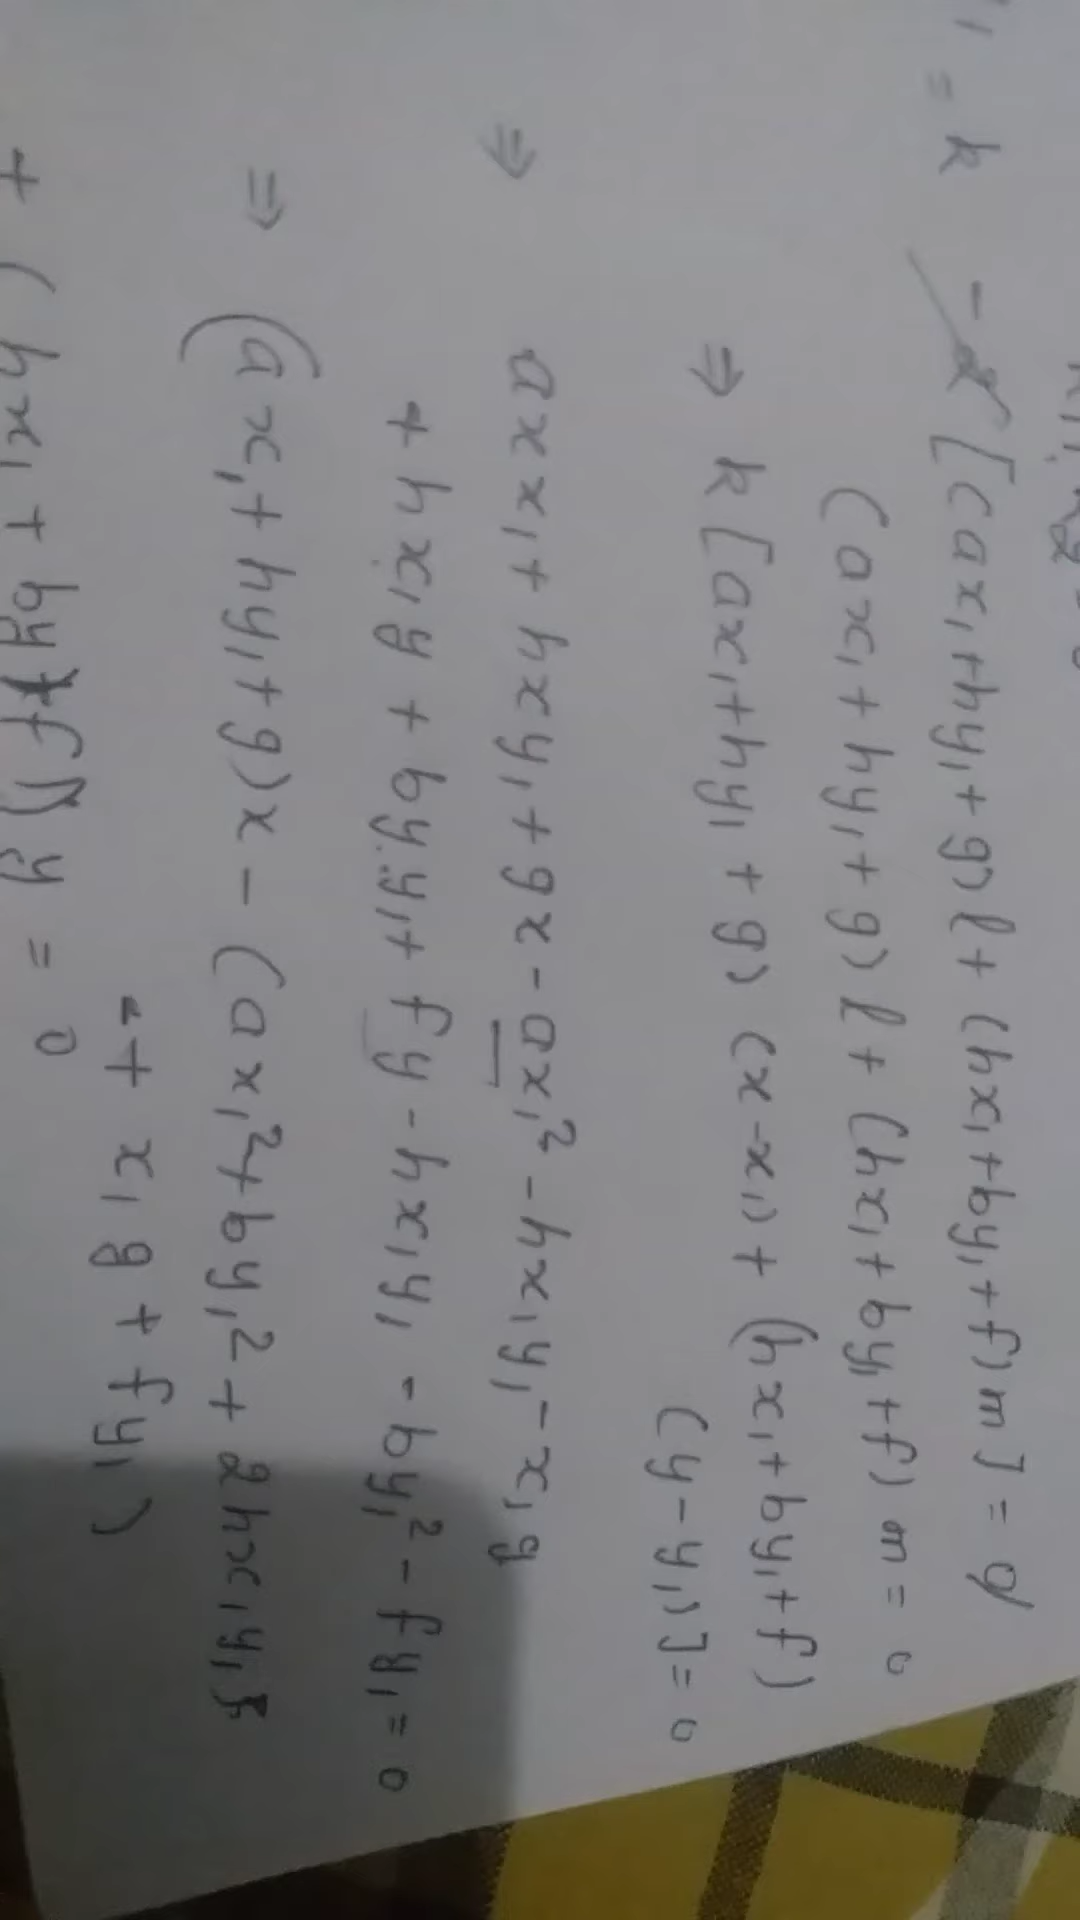 1 = k
- [(ax₁+hy₁+g)l + (hx₁+by₁+f)m] = 0
(ax₁ + hy₁ + g)l + (hx₁ + by₁ + f)m = 0
⇒ k[ax₁+hy₁ + g) (x-x₁) + (hx₁ + by₁ + f)
(y - y₁)] = 0
⇒ axx₁ + hxy₁ + gx - ax₁² - hx₁y₁ - x₁g
+ hx₁y + byy₁ + fy - hx₁y₁ - by₁² - fy₁ = 0
⇒ (ax₁ + hy₁ + g)x - (ax₁² + by₁² + 2hx₁y₁
+ x₁g + fy₁)
+ (hx₁ + by₁ + f)y = 0